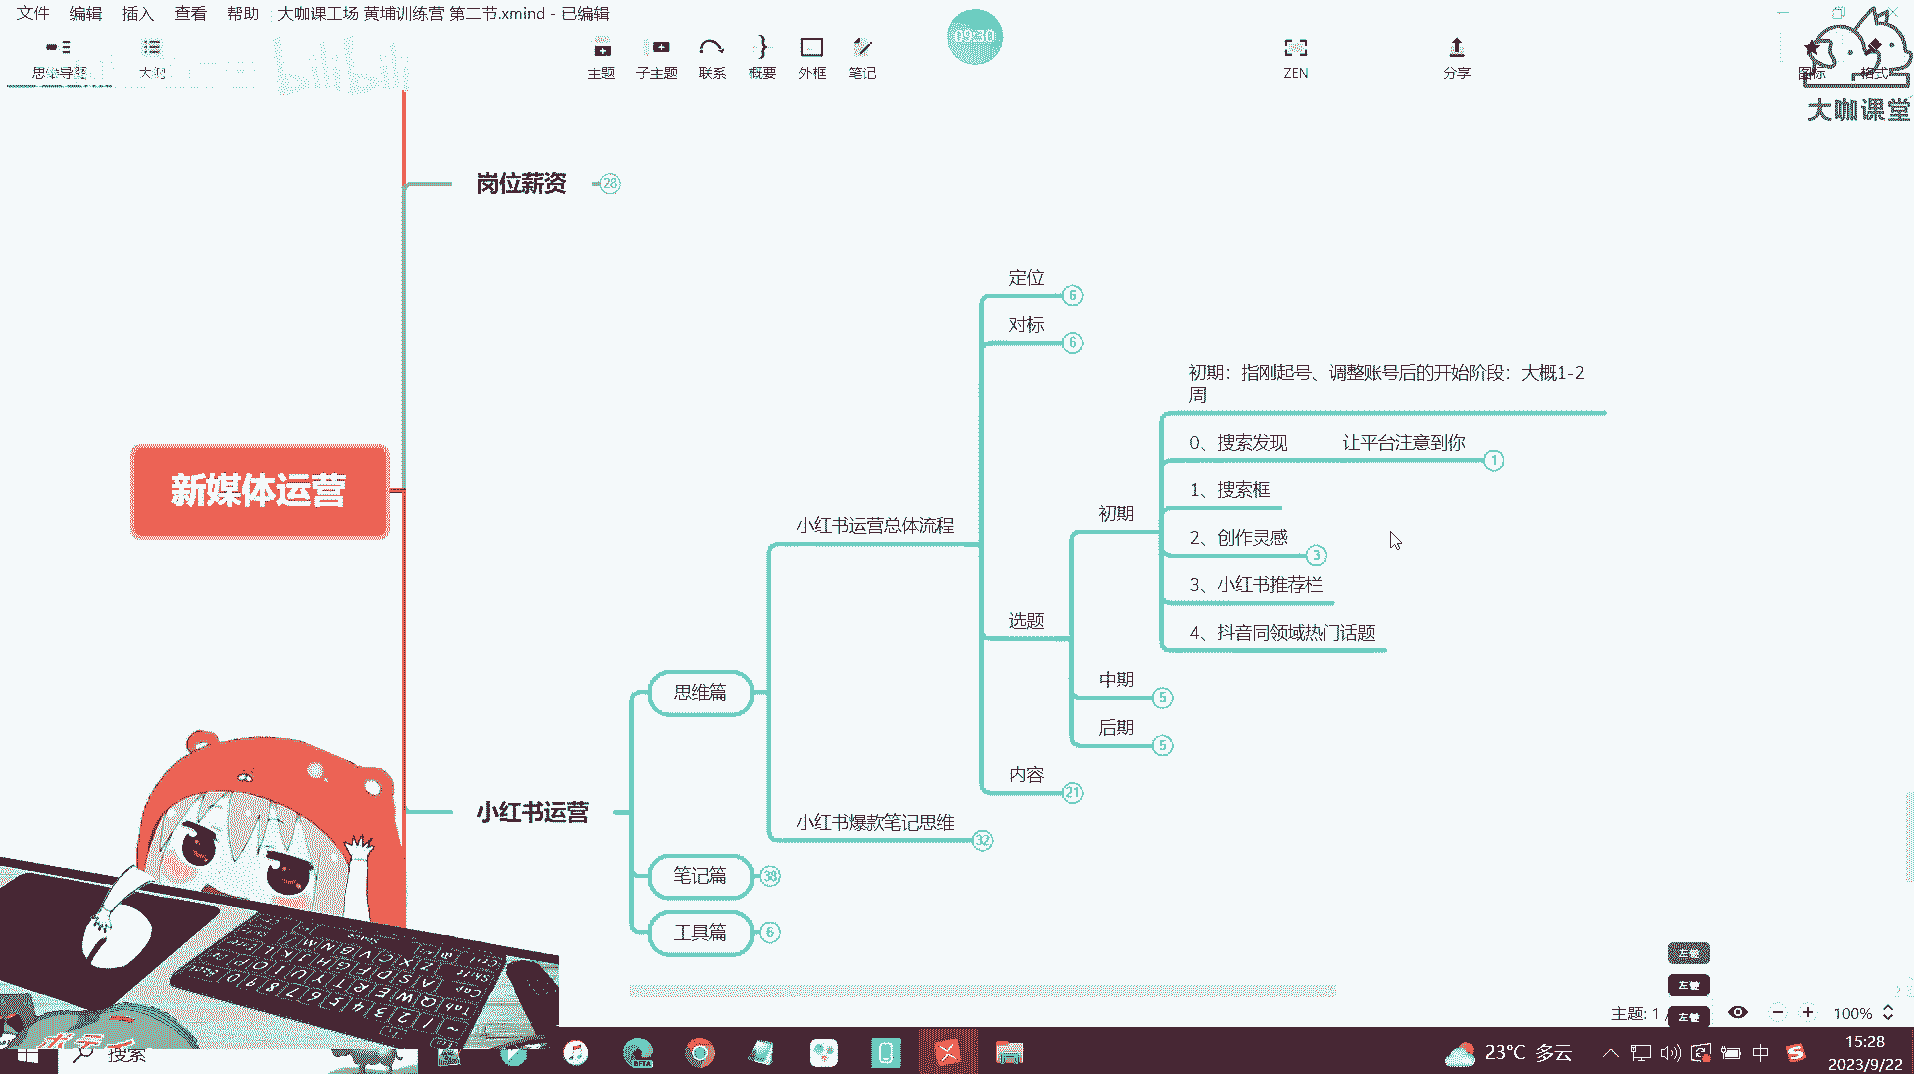 文件 编辑 插入 查看 帮助 大咖课工场 黄埔训练营 第二节.xmind - 已编辑
09:30
思维导图 大纲 主题 子主题 联系 概要 外框 笔记 ZEN 分享 图标 格式
bilibili
大咖课堂
岗位薪资 28
定位 6
对标 6
初期：指刚起号、调整账号后的开始阶段：大概1-2
周
0、搜索发现 让平台注意到你 1
1、搜索框
2、创作灵感 3
3、小红书推荐栏
4、抖音同领域热门话题
初期
新媒体运营
小红书运营总体流程
选题
中期 5
后期 5
思维篇
内容 21
小红书运营
小红书爆款笔记思维 32
笔记篇 38
工具篇 6
左键
左键
左键
主题: 1 /
100%
搜索
BETA
23°C 多云
中
15:28
2023/9/22